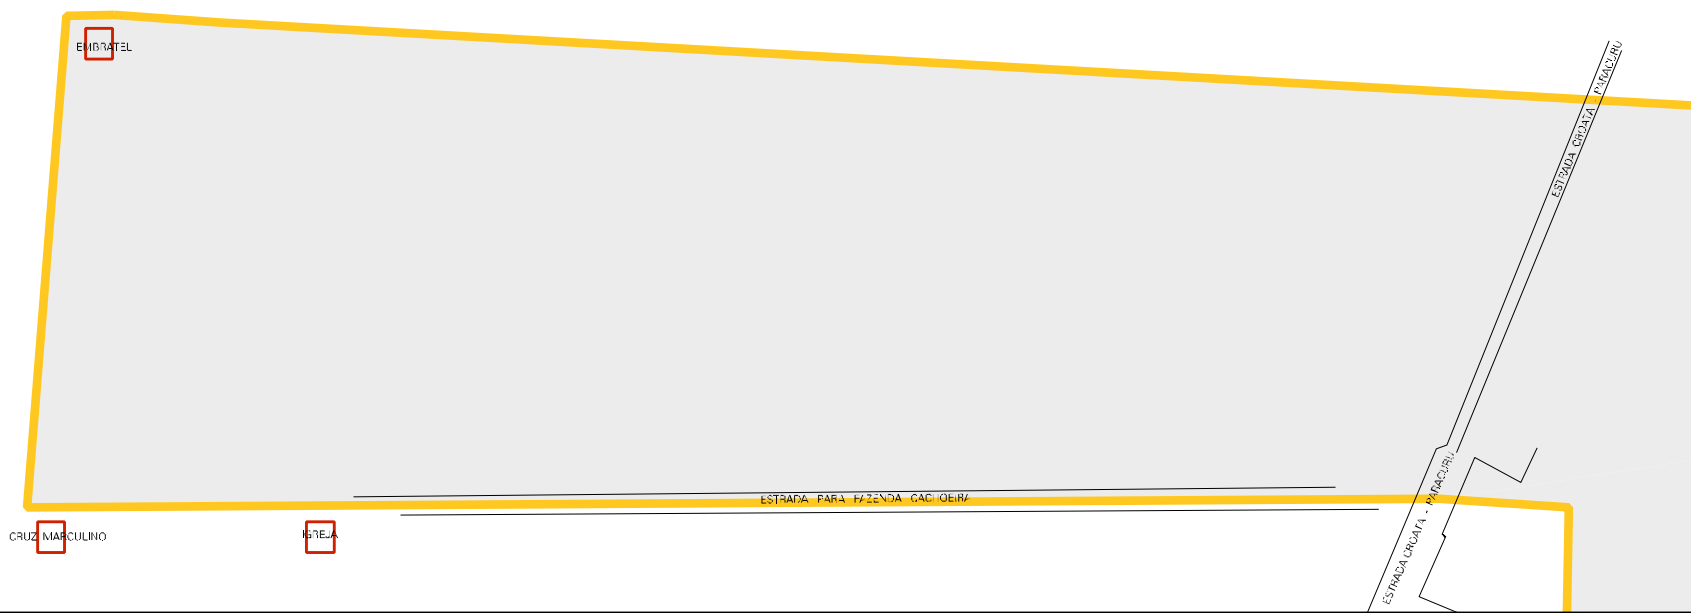 EMBRATEL
ESTRADA CROATA - PARACURU
ESTRADA PARA FAZENDA CACHOEIRA
ESTRADA CROATA - PARACURU
CRUZ MARCULINO
IGREJA